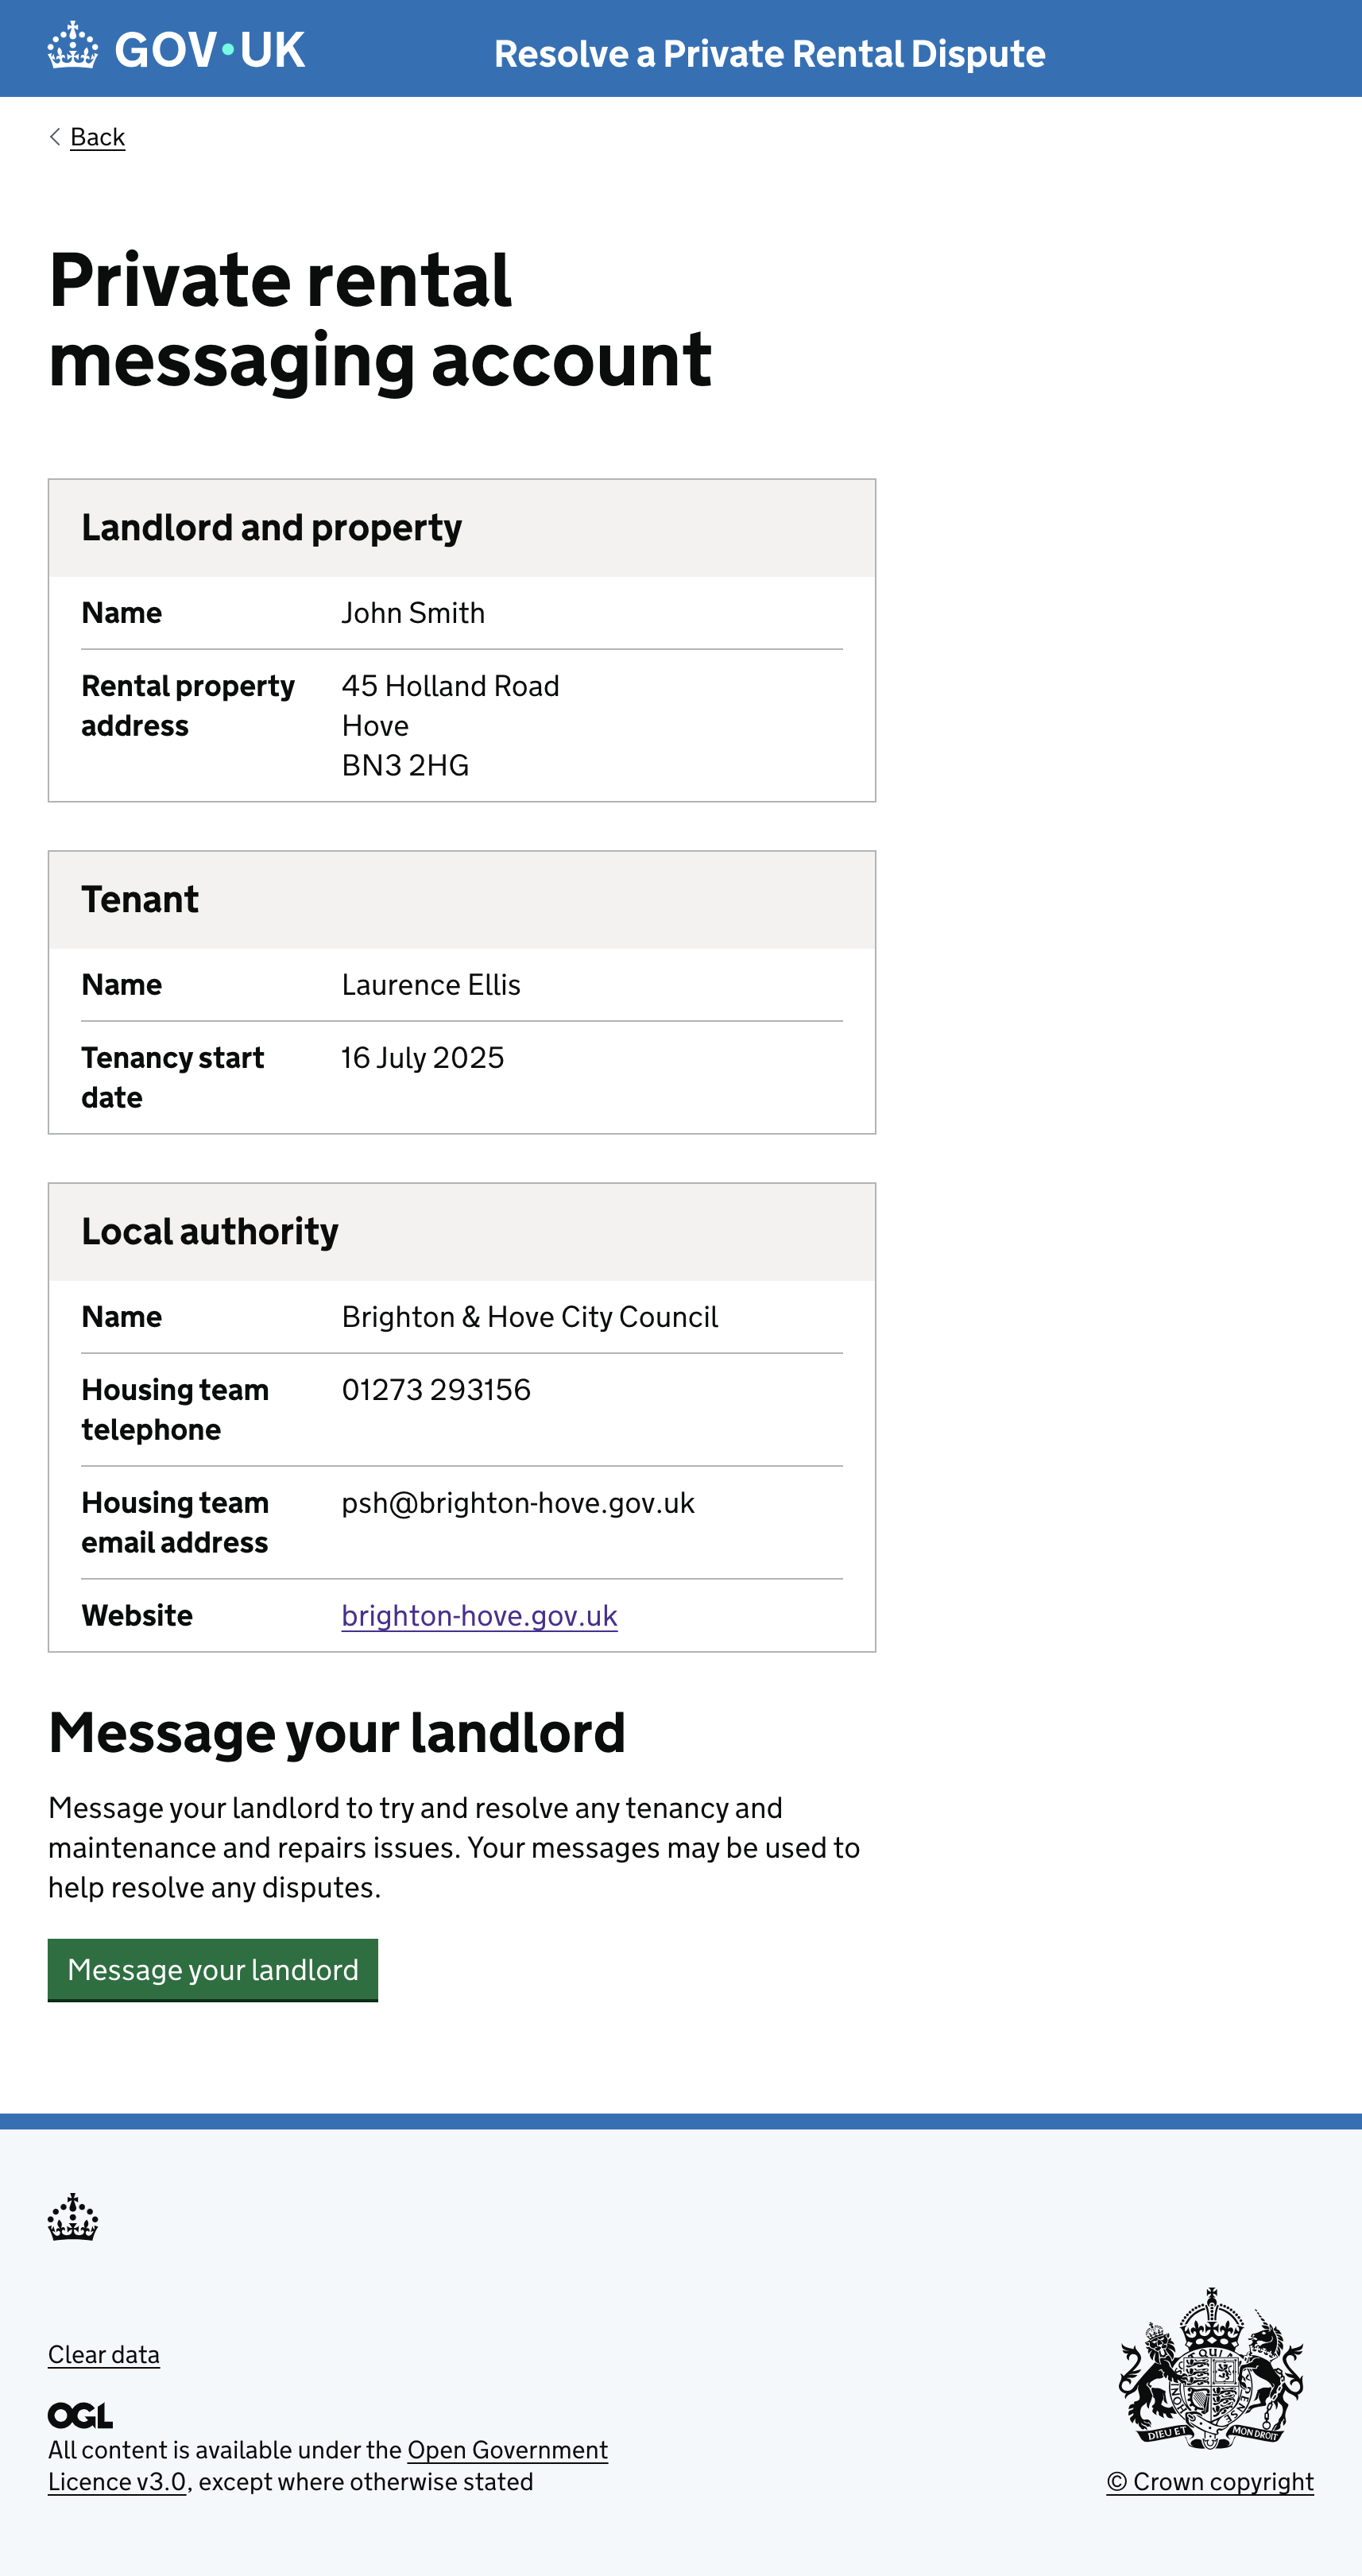 GOV·UK
Resolve a Private Rental Dispute
Back
Private rental
messaging account
Landlord and property
Name John Smith
Rental property 45 Holland Road
address Hove
BN3 2HG
Tenant
Name Laurence Ellis
Tenancy start 16 July 2025
date
Local authority
Name Brighton & Hove City Council
Housing team 01273 293156
telephone
Housing team psh@brighton-hove.gov.uk
email address
Website brighton-hove.gov.uk
Message your landlord
Message your landlord to try and resolve any tenancy and
maintenance and repairs issues. Your messages may be used to
help resolve any disputes.
Message your landlord
Clear data
OGL
All content is available under the Open Government
Licence v3.0, except where otherwise stated
DIEU ET MON DROIT
© Crown copyright